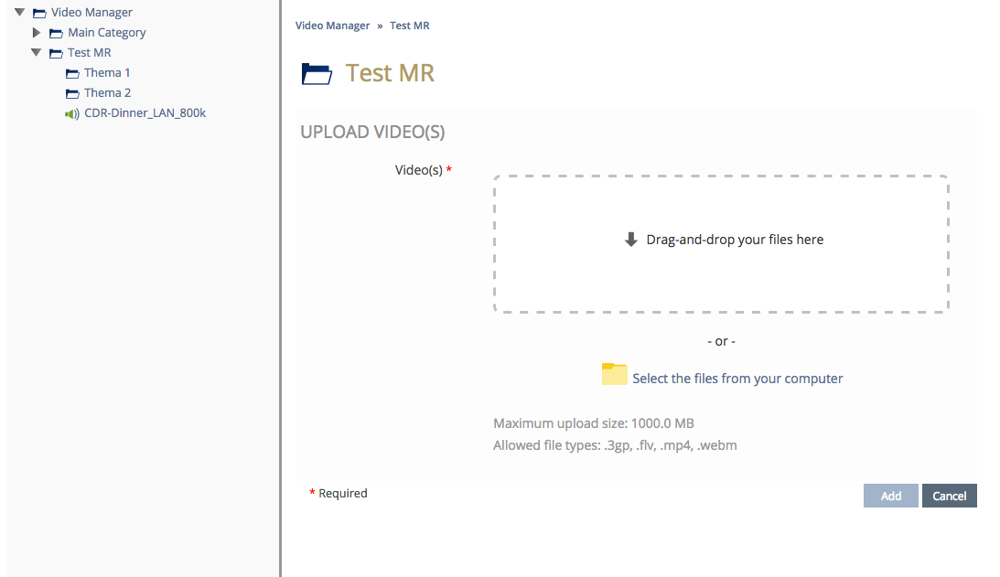 Video Manager
Main Category
Test MR
Thema 1
Thema 2
CDR-Dinner_LAN_800k
Video Manager » Test MR
Test MR
UPLOAD VIDEO(S)
Video(s) *
Drag-and-drop your files here
- or -
Select the files from your computer
Maximum upload size: 1000.0 MB
Allowed file types: .3gp, .flv, .mp4, .webm
* Required
Add Cancel